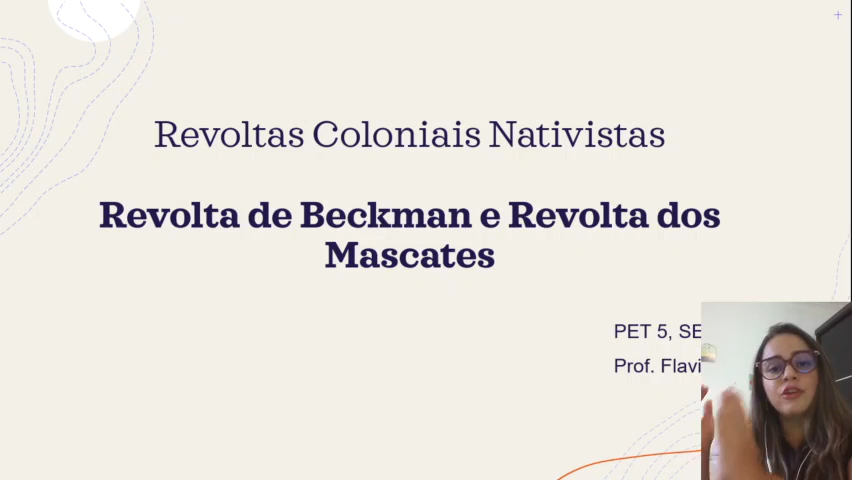 Revoltas Coloniais Nativistas
Revolta de Beckman e Revolta dos
Mascates
PET 5,
Prof.